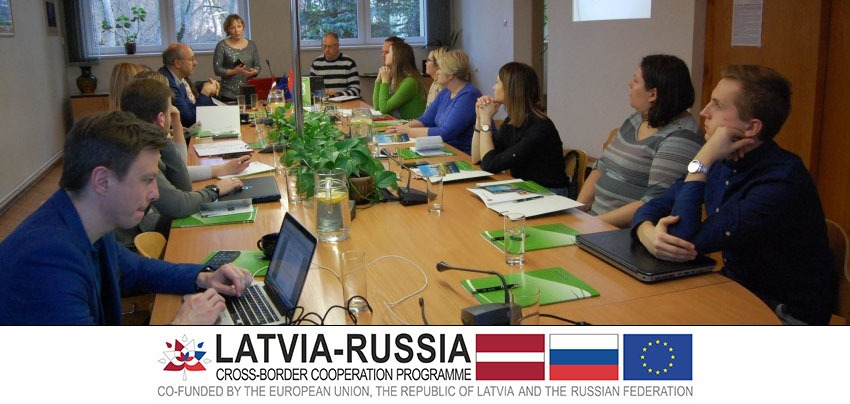 LATVIA-RUSSIA
CROSS-BORDER COOPERATION PROGRAMME
CO-FUNDED BY THE EUROPEAN UNION, THE REPUBLIC OF LATVIA AND THE RUSSIAN FEDERATION